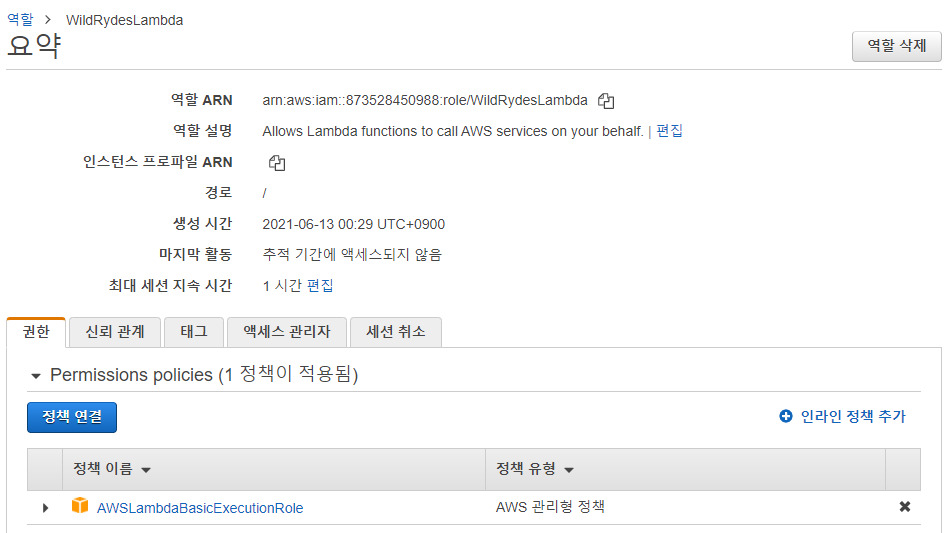 역할 > WildRydesLambda
요약
역할 삭제
역할 ARN arn:aws:iam::873528450988:role/WildRydesLambda
역할 설명 Allows Lambda functions to call AWS services on your behalf. | 편집
인스턴스 프로파일 ARN
경로 /
생성 시간 2021-06-13 00:29 UTC+0900
마지막 활동 추적 기간에 액세스되지 않음
최대 세션 지속 시간 1 시간 편집
권한 신뢰 관계 태그 액세스 관리자 세션 취소
Permissions policies (1 정책이 적용됨)
정책 연결 인라인 정책 추가
정책 이름 정책 유형
AWSLambdaBasicExecutionRole AWS 관리형 정책